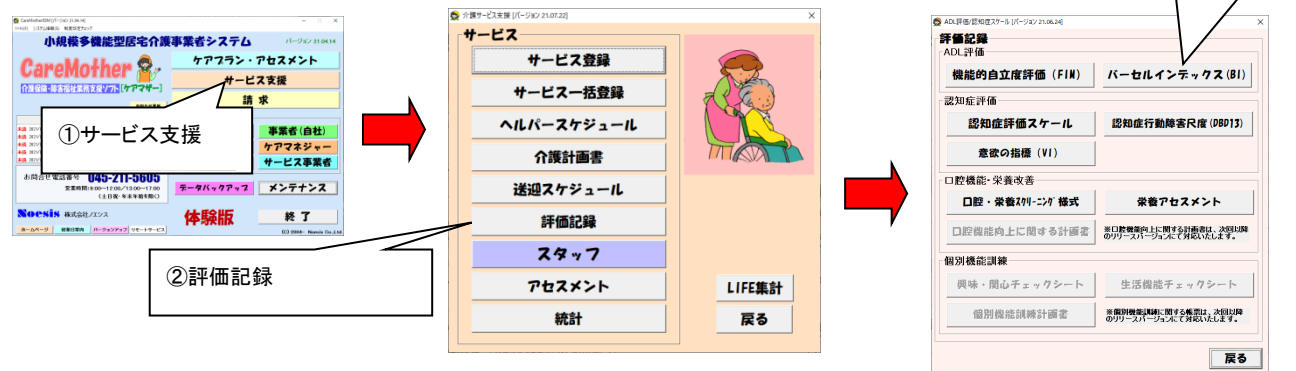 小規模多機能型居宅介護事業者システム
バージョン 21.04.14
CareMother
介護保険・障害福祉業務支援ソフト[ケアマザー]
ケアプラン・アセスメント
サービス支援
請 求
①サービス支援
事業者(自社)
ケアマネジャー
サービス事業者
お問合せ電話番号 045-211-5605
営業時間:9:00~12:00/13:00~17:00
(土日祝・年末年始を除く)
データバックアップ
メンテナンス
Noesis 株式会社ノエシス
体験版
終 了
ホームページ
バージョンアップ
リモートサービス
介護サービス支援 [バージョン 21.07.22]
サービス
サービス登録
サービス一括登録
ヘルパースケジュール
介護計画書
送迎スケジュール
評価記録
スタッフ
アセスメント
統計
LIFE集計
戻る
②評価記録
ADL評価/認知症スケール [バージョン 21.06.24]
評価記録
ADL評価
機能的自立度評価 (FIM)
バーセルインデックス(BI)
認知症評価
認知症評価スケール
認知症行動障害尺度(DBD13)
意欲の指標 (VI)
口腔機能・栄養改善
口腔・栄養スクリーニング 様式
栄養アセスメント
口腔機能向上に関する計画書
※口腔機能向上に関する計画書は、次回以降
のリリースバージョンにて対応いたします。
個別機能訓練
興味・関心チェックシート
生活機能チェックシート
個別機能訓練計画書
※個別機能訓練に関する帳票は、次回以降
のリリースバージョンにて対応いたします。
戻る